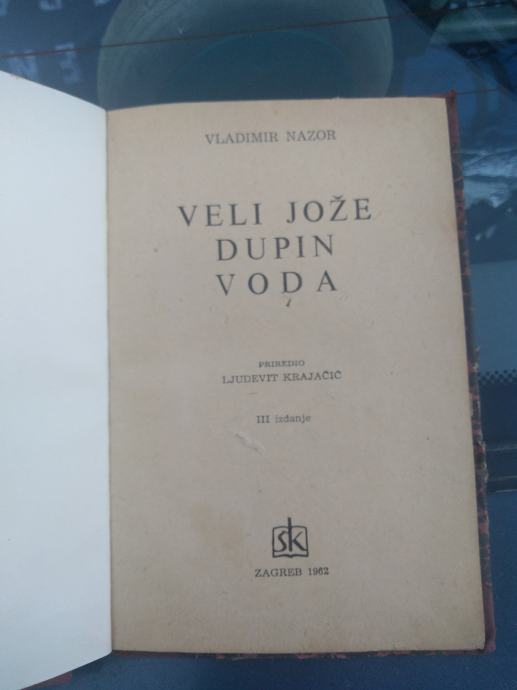 VLADIMIR NAZOR
VELI JOŽE
DUPIN
VODA
PRIREDIO
LJUDEVIT KRAJAČIĆ
III izdanje
sk
ZAGREB 1962